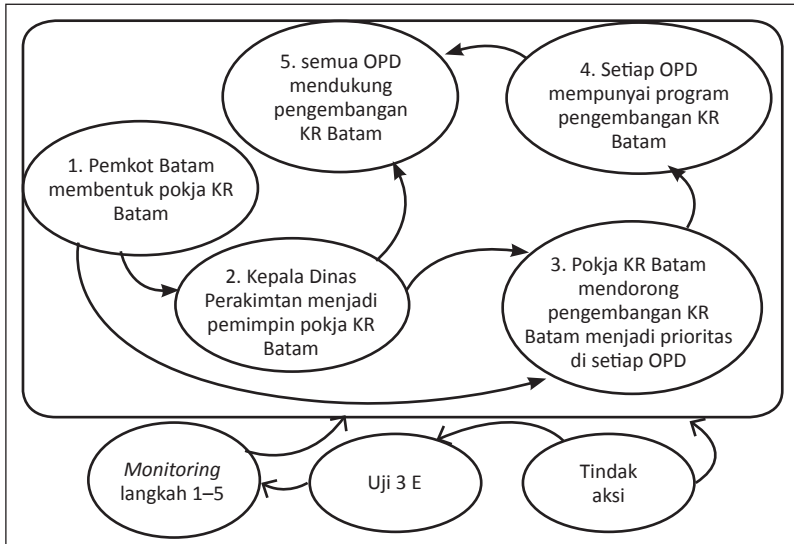 5. semua OPD
mendukung
pengembangan
KR Batam
4. Setiap OPD
mempunyai program
pengembangan KR
Batam
1. Pemkot Batam
membentuk pokja KR
Batam
2. Kepala Dinas
Perakimtan menjadi
pemimpin pokja KR
Batam
3. Pokja KR Batam
mendorong
pengembangan KR
Batam menjadi prioritas
di setiap OPD
Monitoring
langkah 1–5
Uji 3 E
Tindak
aksi